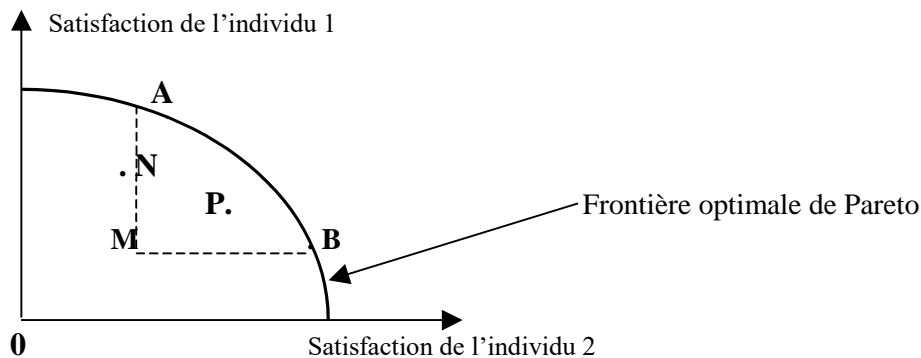 Satisfaction de l’individu 1
A
. N
P.
Frontière optimale de Pareto
M
. B
0
Satisfaction de l’individu 2